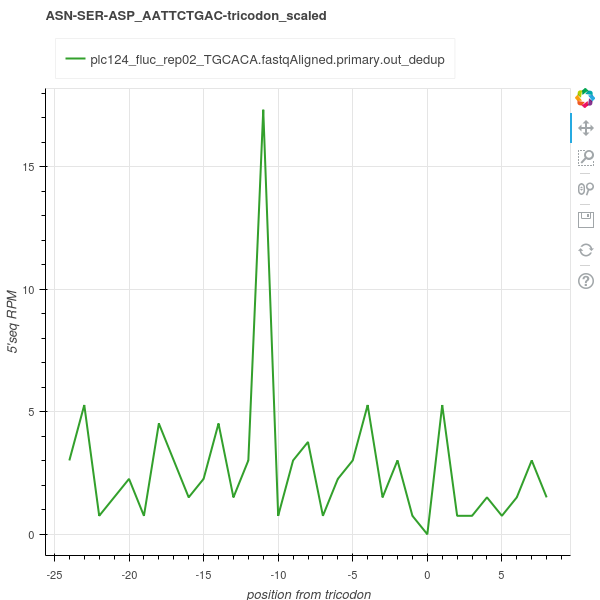 ASN-SER-ASP_AATTCTGAC-tricodon_scaled
plc124_fluc_rep02_TGCACA.fastqAligned.primary.out_dedup
15
10
5
0
5'seq RPM
-25 -20 -15 -10 -5 0 5
position from tricodon